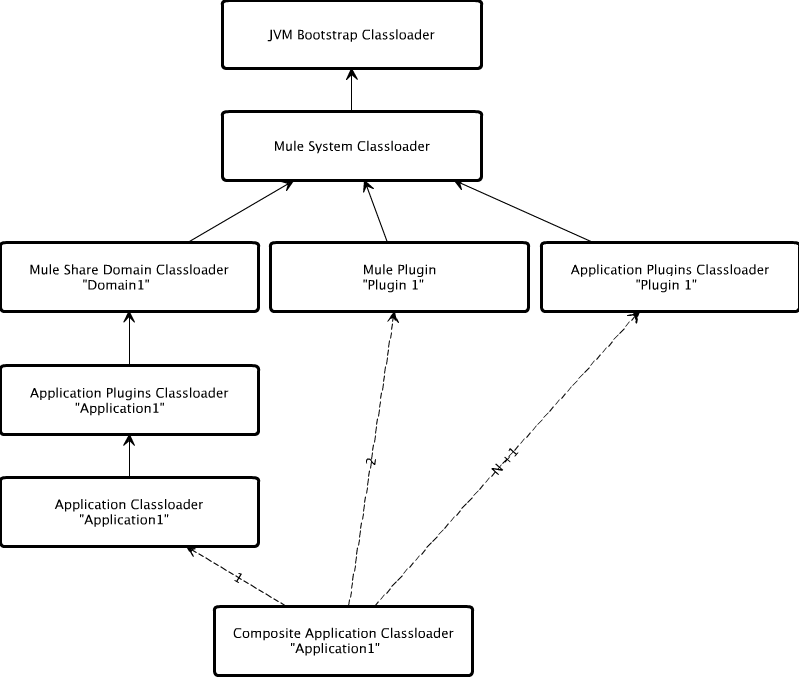 JVM Bootstrap Classloader
Mule System Classloader
Mule Share Domain Classloader
"Domain1"
Mule Plugin
"Plugin 1"
Application Plugins Classloader
"Plugin 1"
Application Plugins Classloader
"Application1"
2
N+1
Application Classloader
"Application1"
1
Composite Application Classloader
"Application1"